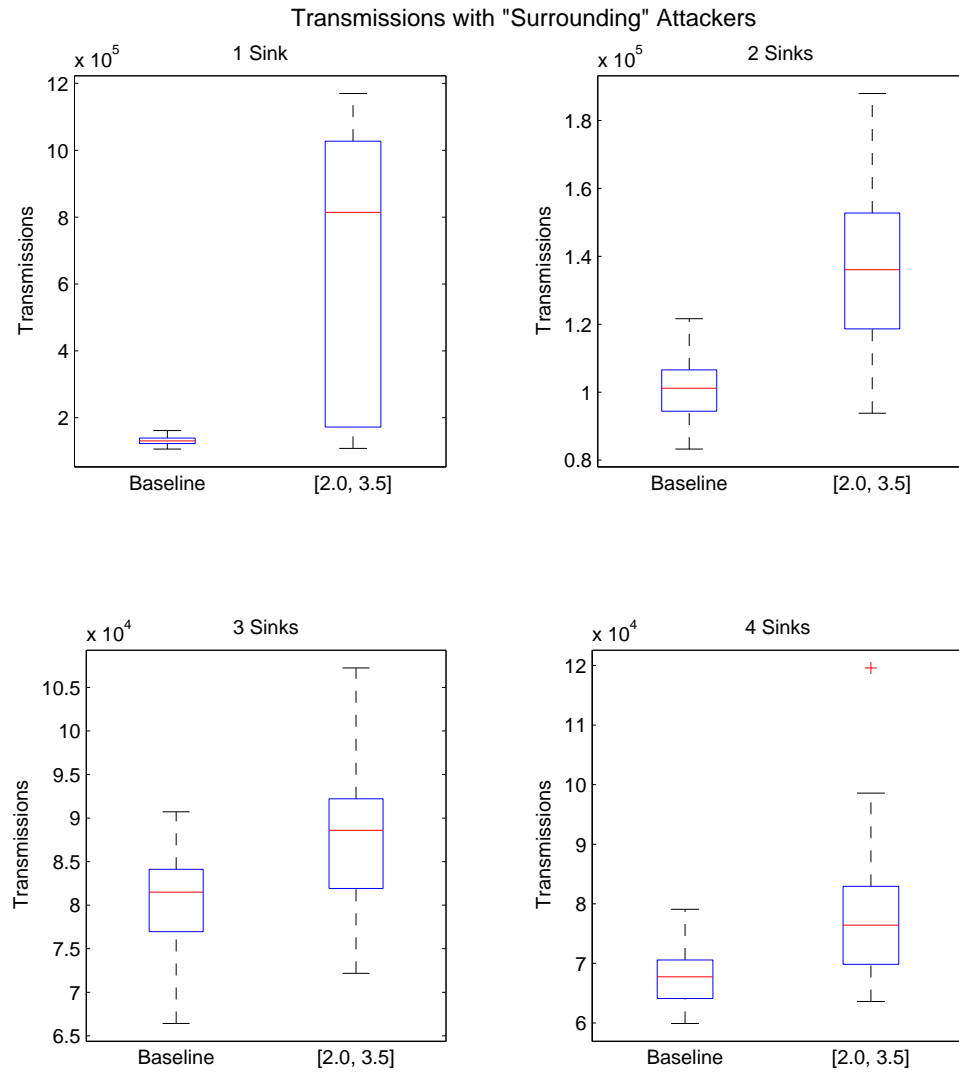 Transmissions with "Surrounding" Attackers
x 10^5
1 Sink
12
10
8
6
4
2
Transmissions
Baseline
[2.0, 3.5]
x 10^5
2 Sinks
1.8
1.6
1.4
1.2
1
0.8
Transmissions
Baseline
[2.0, 3.5]
x 10^4
3 Sinks
10.5
10
9.5
9
8.5
8
7.5
7
6.5
Transmissions
Baseline
[2.0, 3.5]
x 10^4
4 Sinks
12
11
10
9
8
7
6
Transmissions
Baseline
[2.0, 3.5]